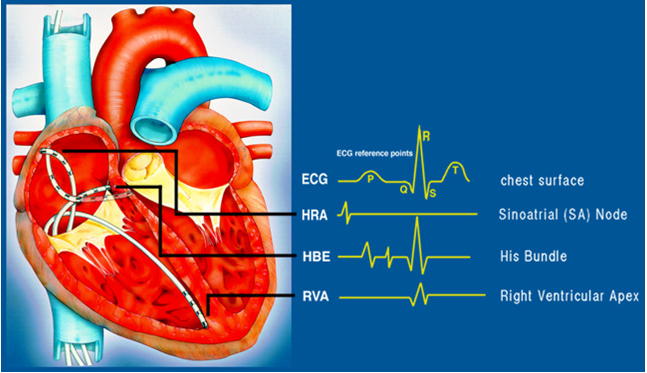 ECG reference points
R
P
T
Q
S
ECG
chest surface
HRA
Sinoatrial (SA) Node
HBE
His Bundle
RVA
Right Ventricular Apex